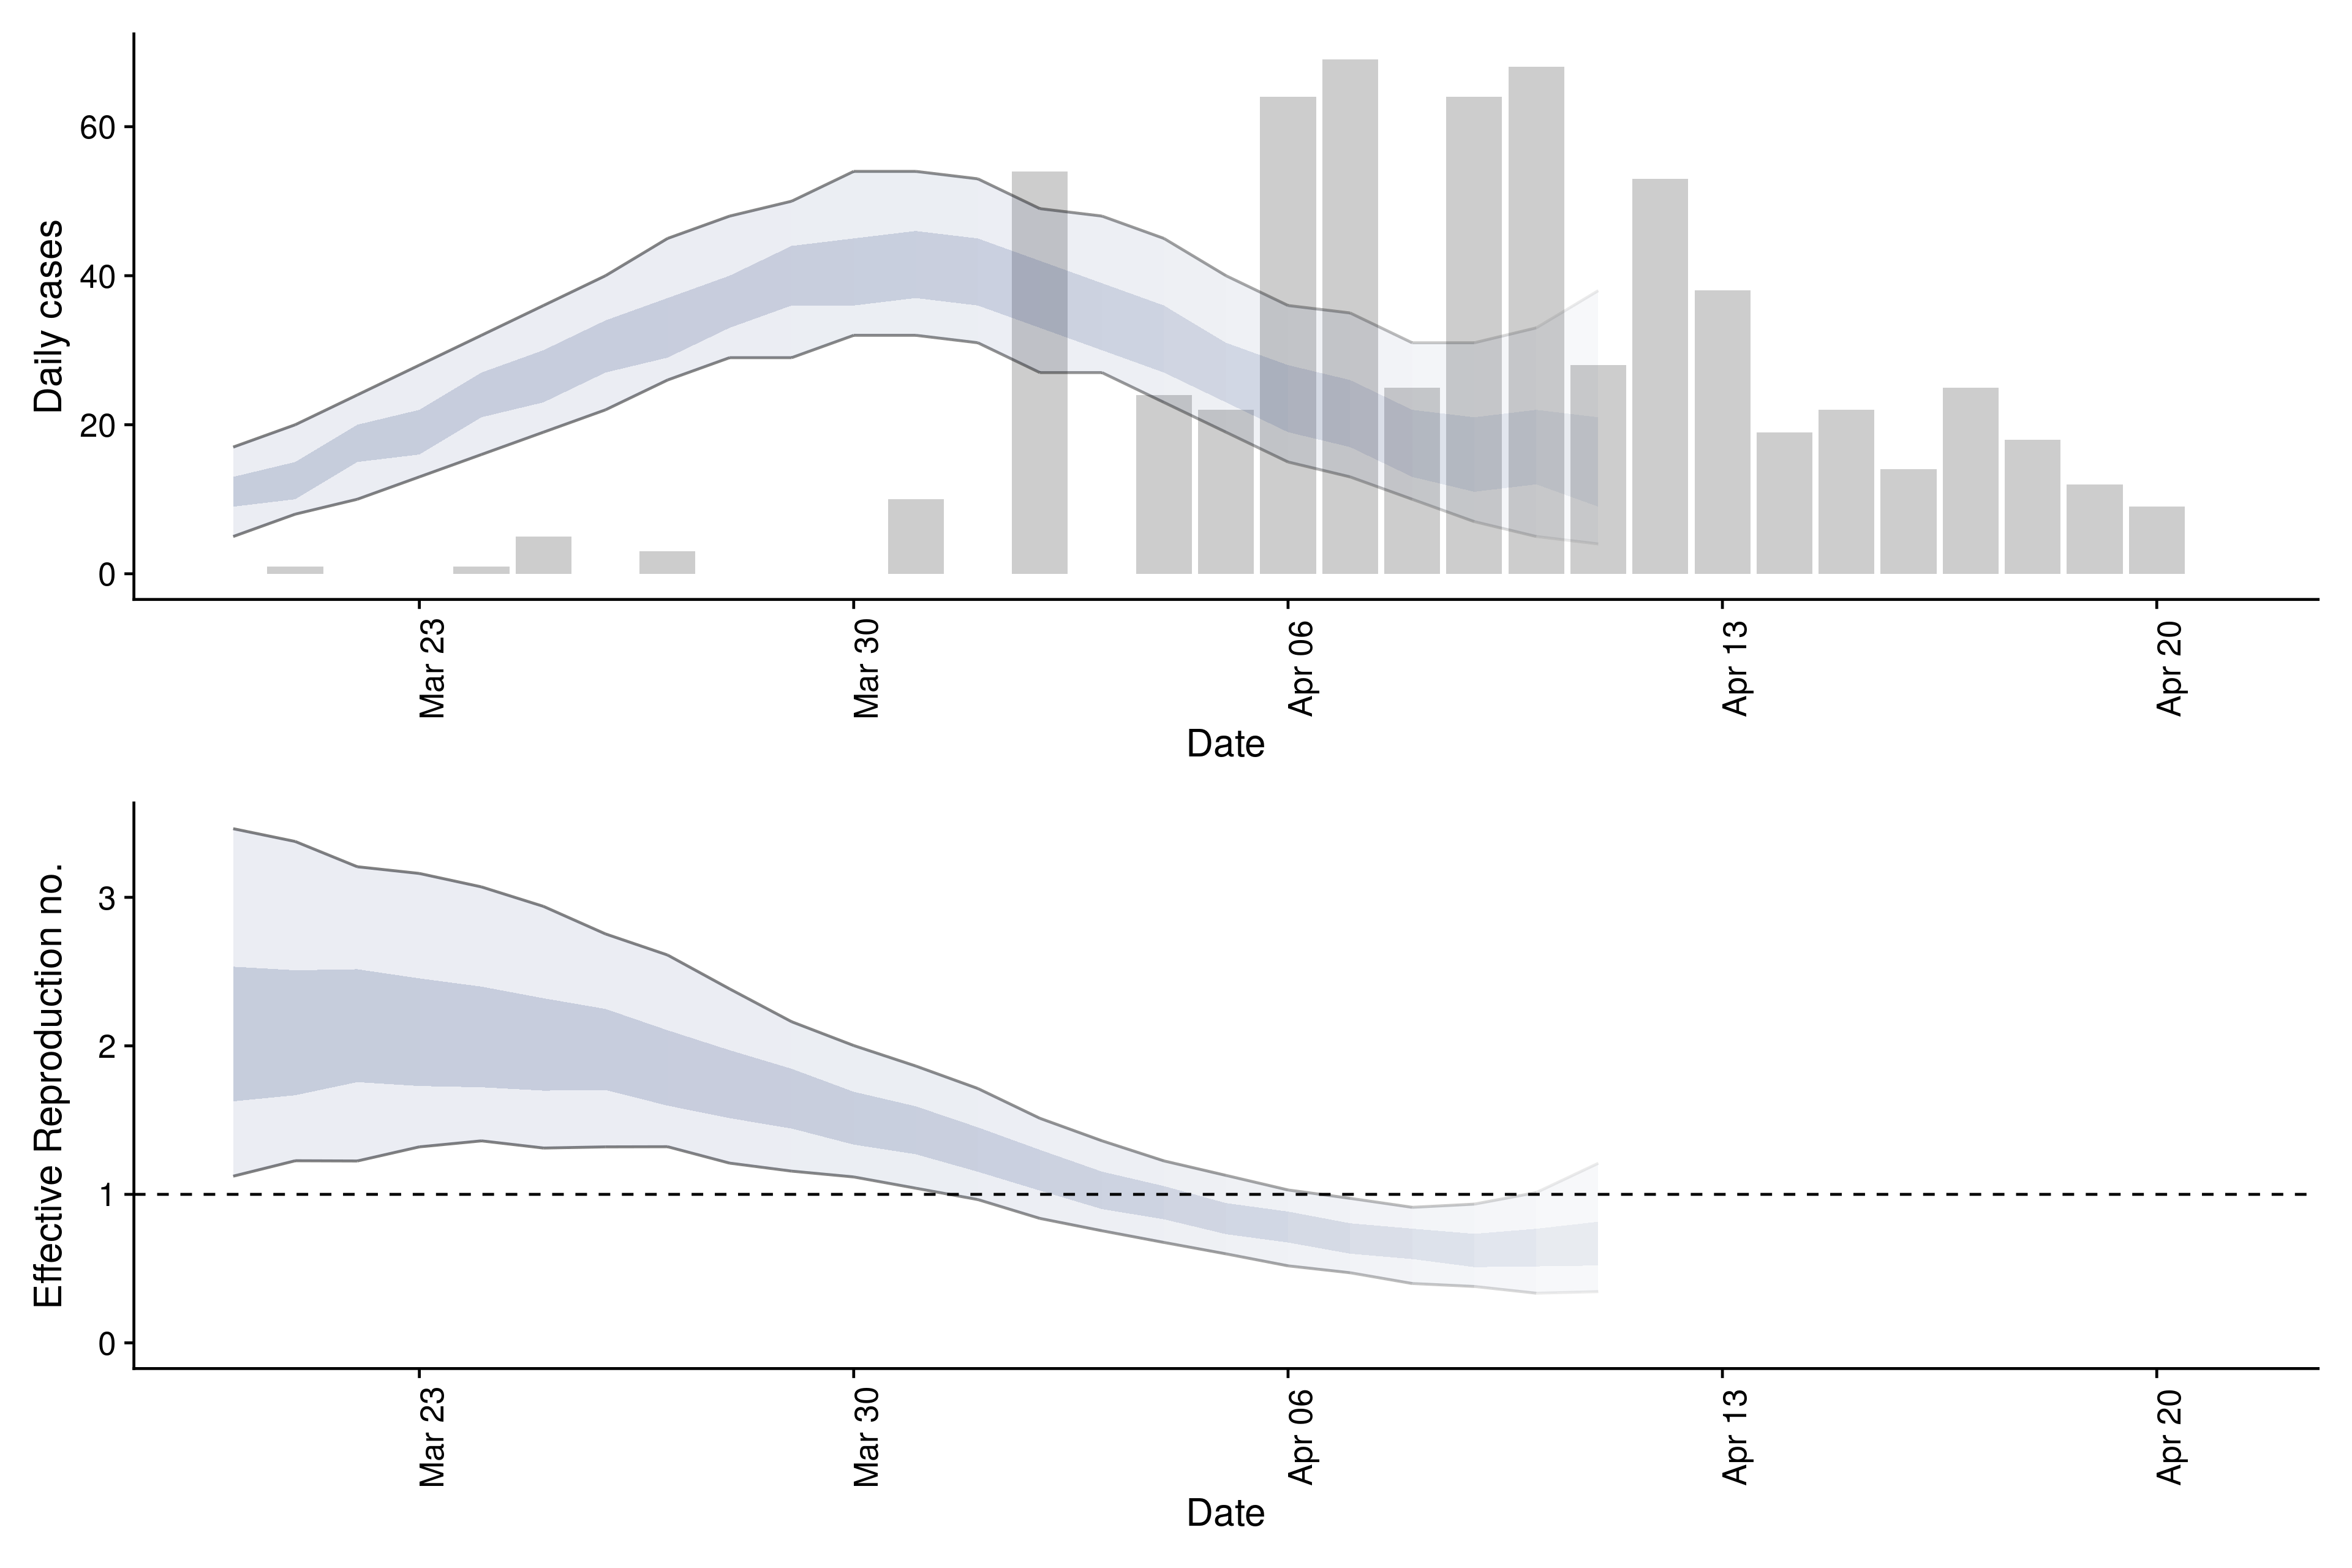 Daily cases
60
40
20
0
Mar 23
Mar 30
Apr 06
Apr 13
Apr 20
Date
Effective Reproduction no.
3
2
1
0
Mar 23
Mar 30
Apr 06
Apr 13
Apr 20
Date